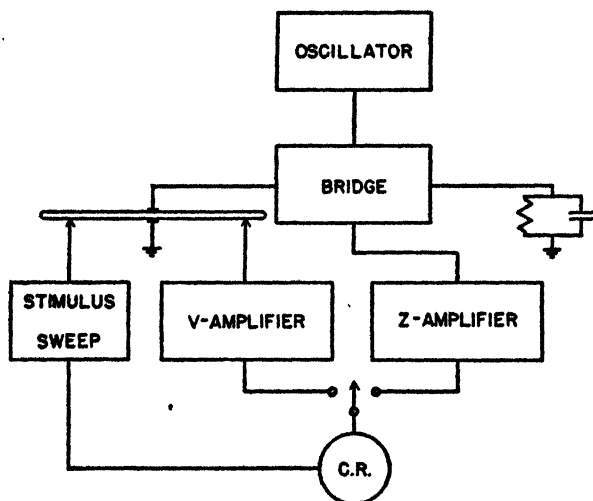 OSCILLATOR
BRIDGE
STIMULUS
SWEEP
V-AMPLIFIER
Z-AMPLIFIER
C.R.